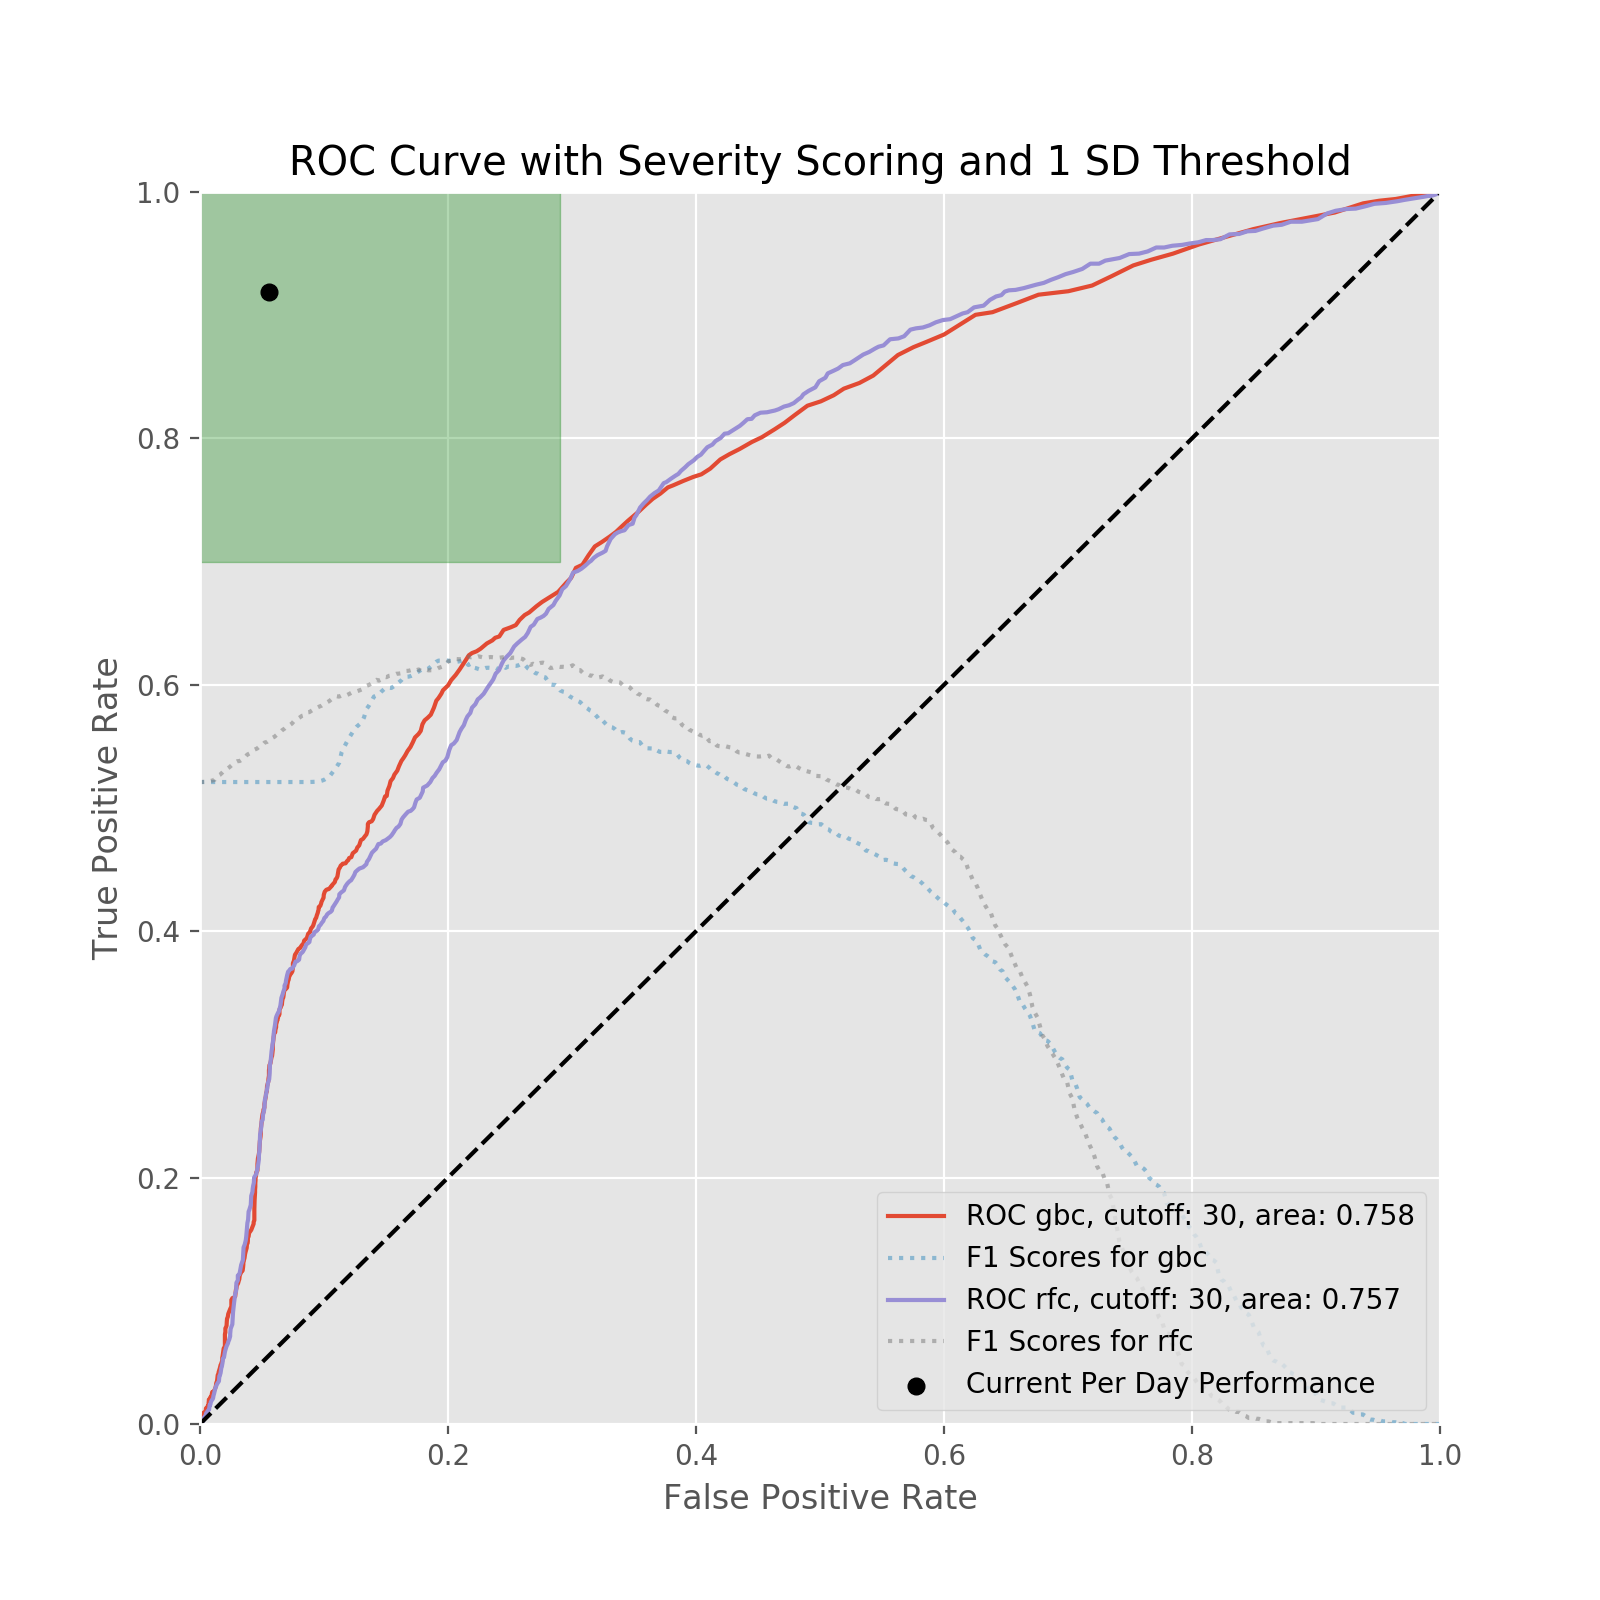 ROC Curve with Severity Scoring and 1 SD Threshold
1.0
0.8
0.6
0.4
0.2
0.0
True Positive Rate
ROC gbc, cutoff: 30, area: 0.758
F1 Scores for gbc
ROC rfc, cutoff: 30, area: 0.757
F1 Scores for rfc
Current Per Day Performance
0.0 0.2 0.4 0.6 0.8 1.0
False Positive Rate